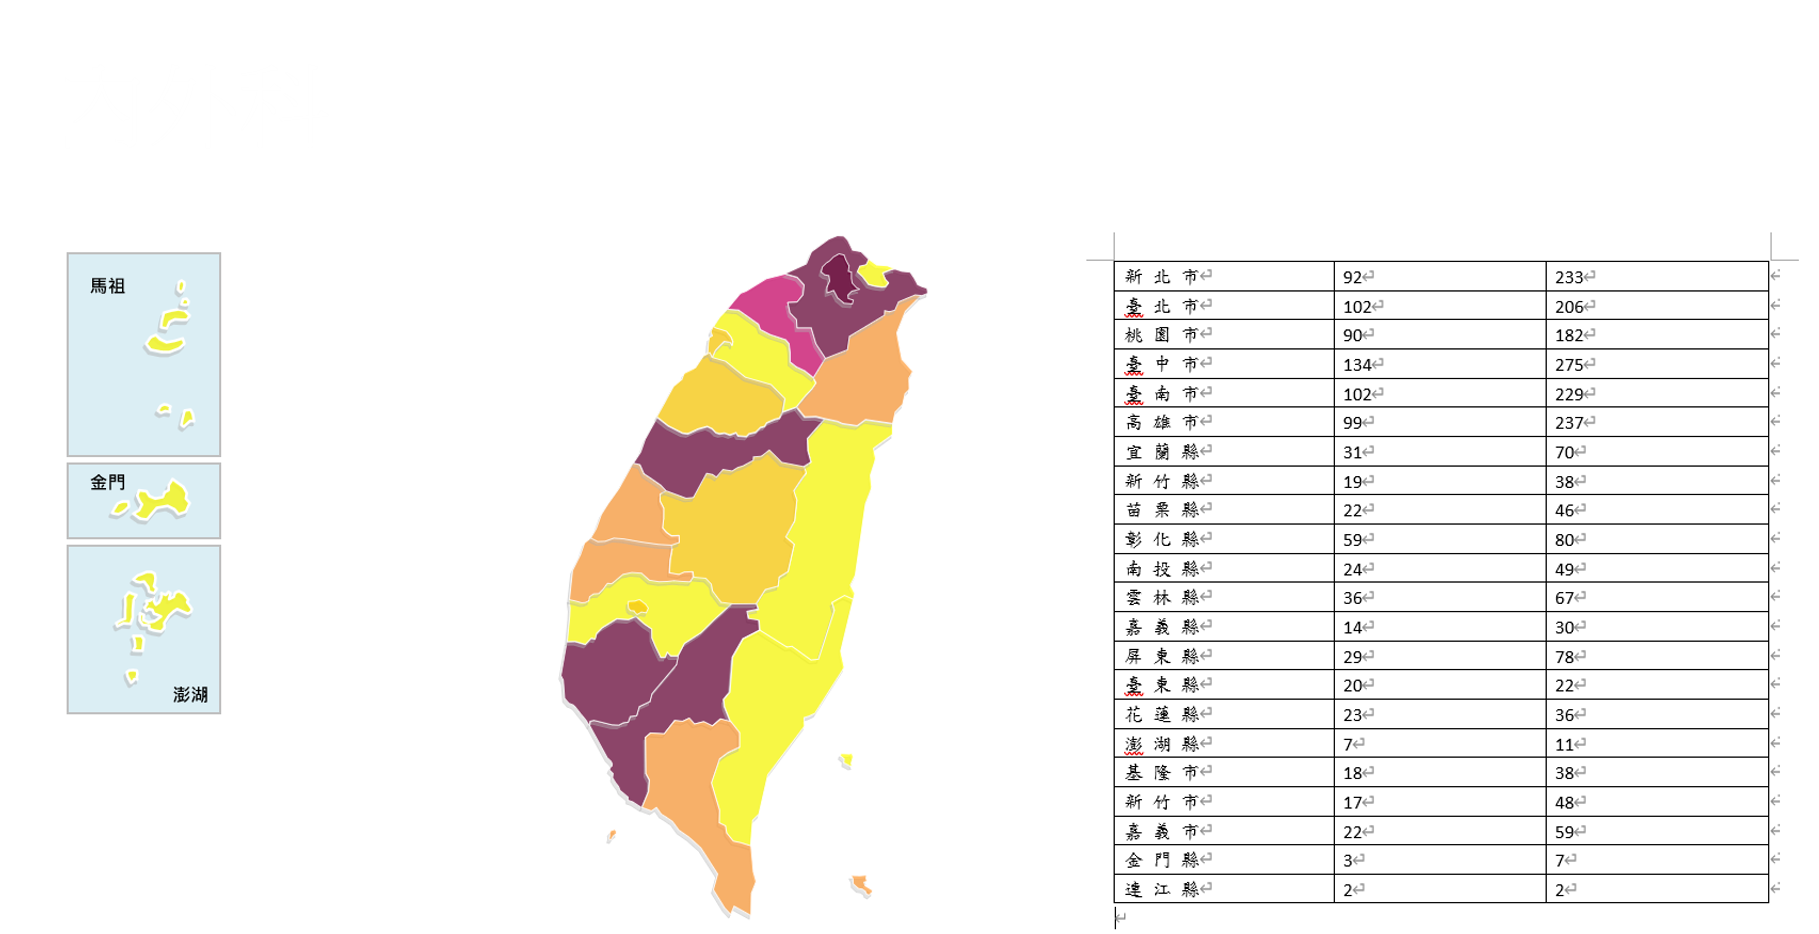 馬祖
金門
澎湖
新北市 92 233
臺北市 102 206
桃園市 90 182
臺中市 134 275
臺南市 102 229
高雄市 99 237
宜蘭縣 31 70
新竹縣 19 38
苗栗縣 22 46
彰化縣 59 80
南投縣 24 49
雲林縣 36 67
嘉義縣 14 30
屏東縣 29 78
臺東縣 20 22
花蓮縣 23 36
澎湖縣 7 11
基隆市 18 38
新竹市 17 48
嘉義市 22 59
金門縣 3 7
連江縣 2 2